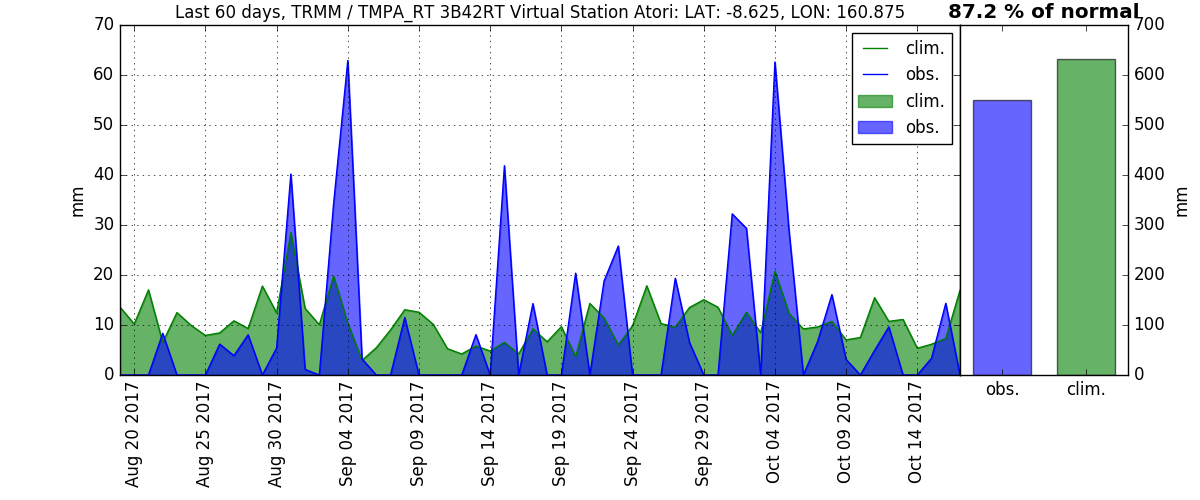 Last 60 days, TRMM / TMPA_RT 3B42RT Virtual Station Atori: LAT: -8.625, LON: 160.875
87.2 % of normal
70
60
50
40
30
20
10
0
mm
clim.
obs.
clim.
obs.
700
600
500
400
300
200
100
0
mm
obs.
clim.
Aug 20 2017
Aug 25 2017
Aug 30 2017
Sep 04 2017
Sep 09 2017
Sep 14 2017
Sep 19 2017
Sep 24 2017
Sep 29 2017
Oct 04 2017
Oct 09 2017
Oct 14 2017